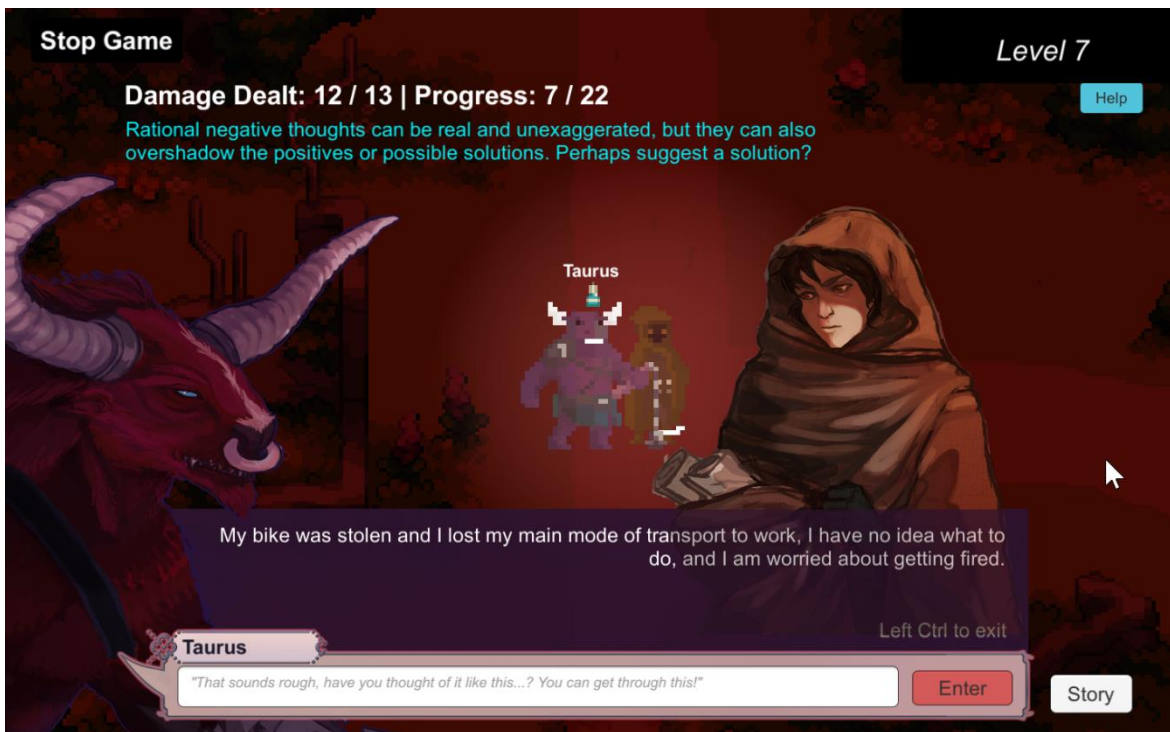 Stop Game
Level 7
Damage Dealt: 12 / 13 | Progress: 7 / 22
Help
Rational negative thoughts can be real and unexaggerated, but they can also
overshadow the positives or possible solutions. Perhaps suggest a solution?
Taurus
My bike was stolen and I lost my main mode of transport to work, I have no idea what to
do, and I am worried about getting fired.
Left Ctrl to exit
Taurus
"That sounds rough, have you thought of it like this...? You can get through this!"
Enter
Story